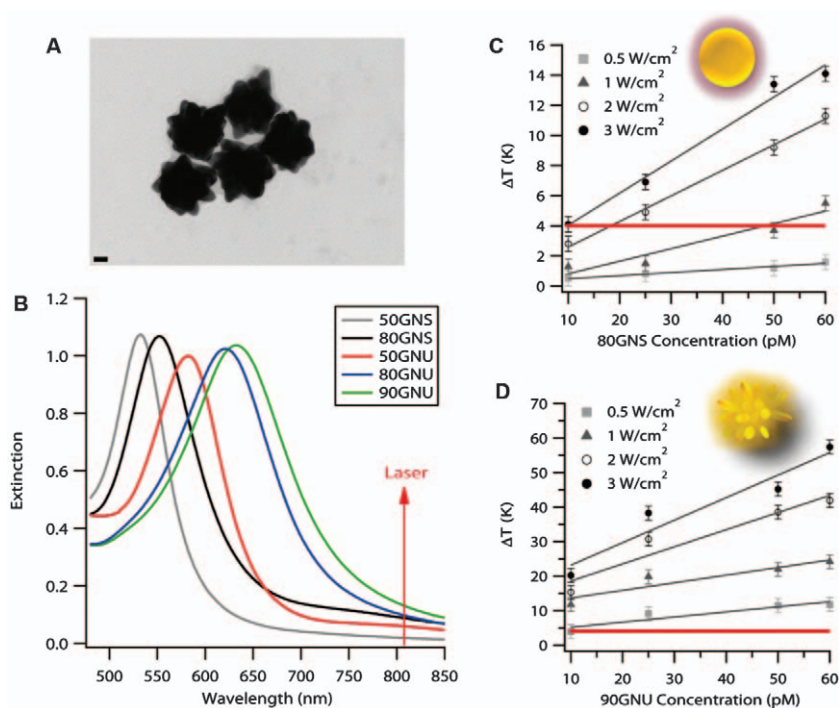 A
B
1.2
1.0
0.8
0.6
0.4
0.2
0.0
Extinction
500 550 600 650 700 750 800 850
Wavelength (nm)
50GNS
80GNS
50GNU
80GNU
90GNU
Laser
C
16
14
12
10
8
6
4
2
0
ΔT (K)
0.5 W/cm²
1 W/cm²
2 W/cm²
3 W/cm²
10 20 30 40 50 60
80GNS Concentration (pM)
D
70
60
50
40
30
20
10
0
ΔT (K)
0.5 W/cm²
1 W/cm²
2 W/cm²
3 W/cm²
10 20 30 40 50 60
90GNU Concentration (pM)